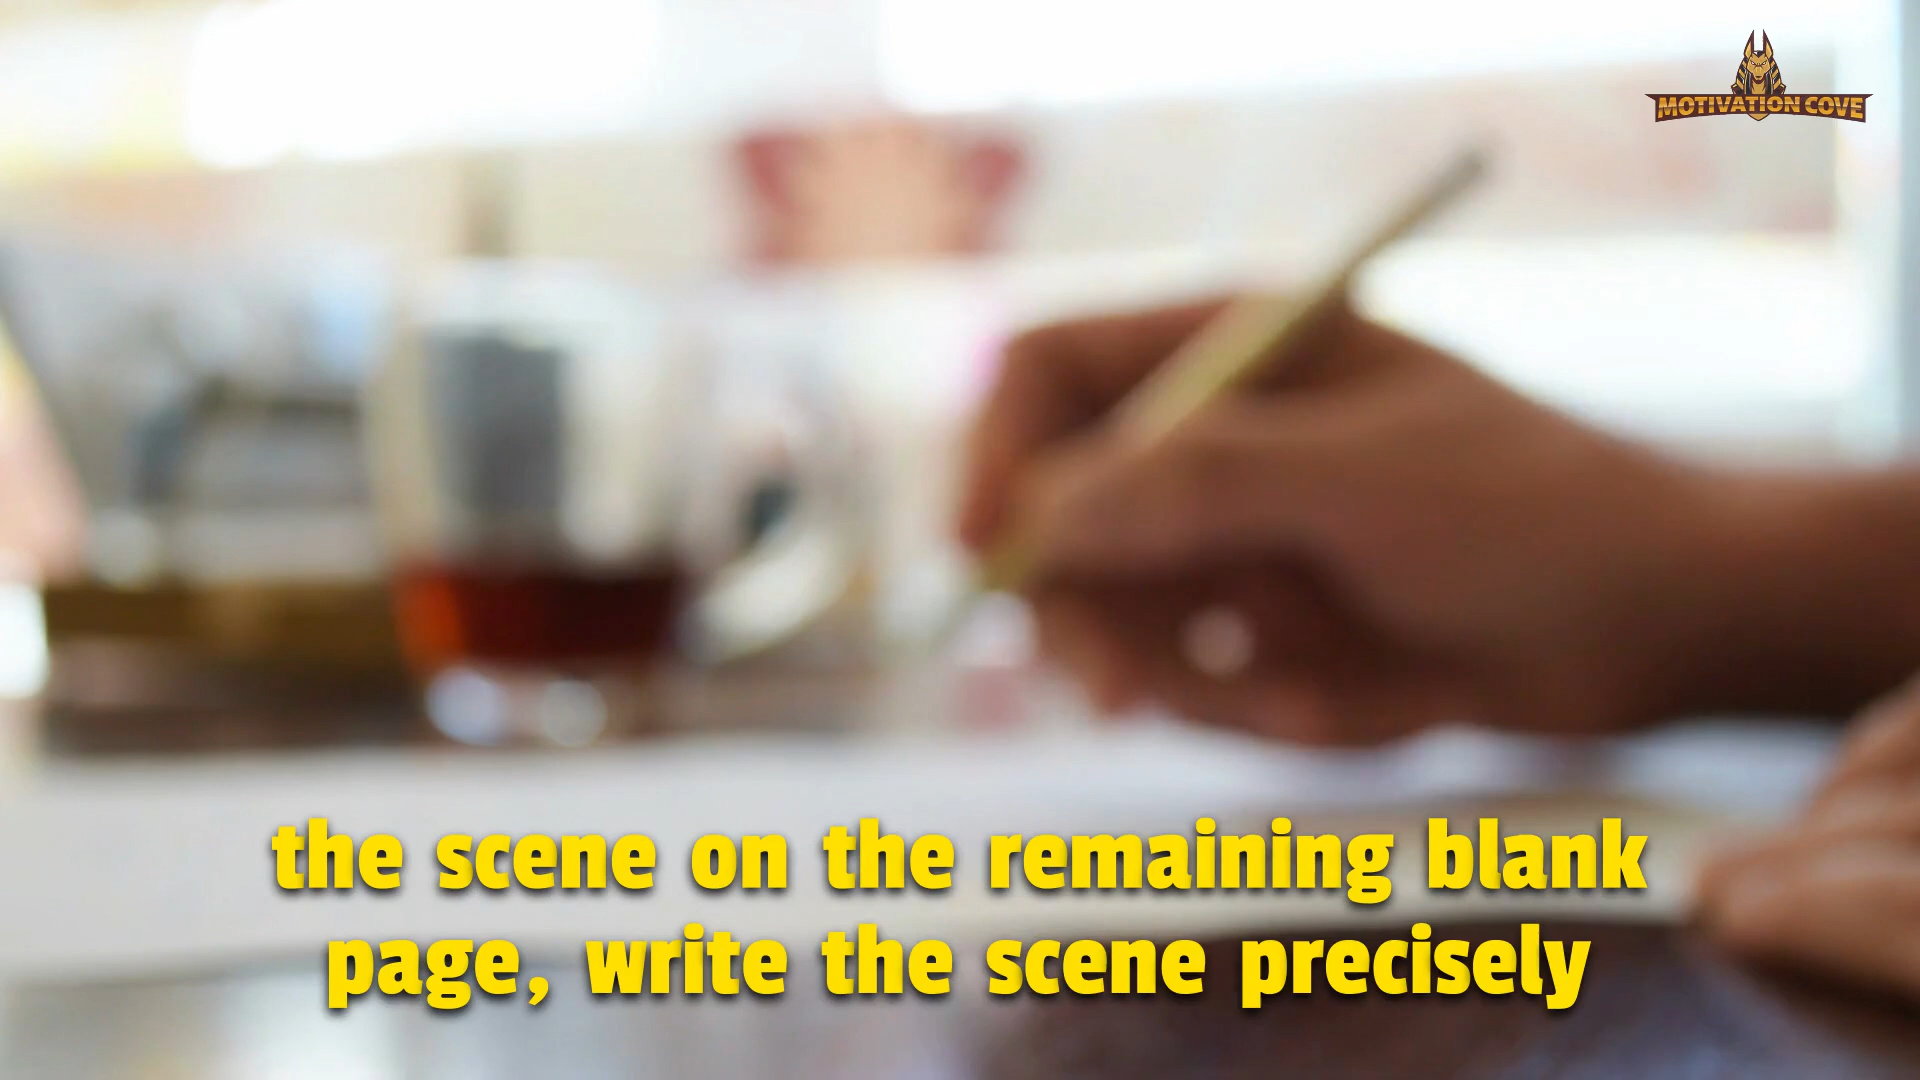 MOTIVATION COVE
the scene on the remaining blank
page, write the scene precisely